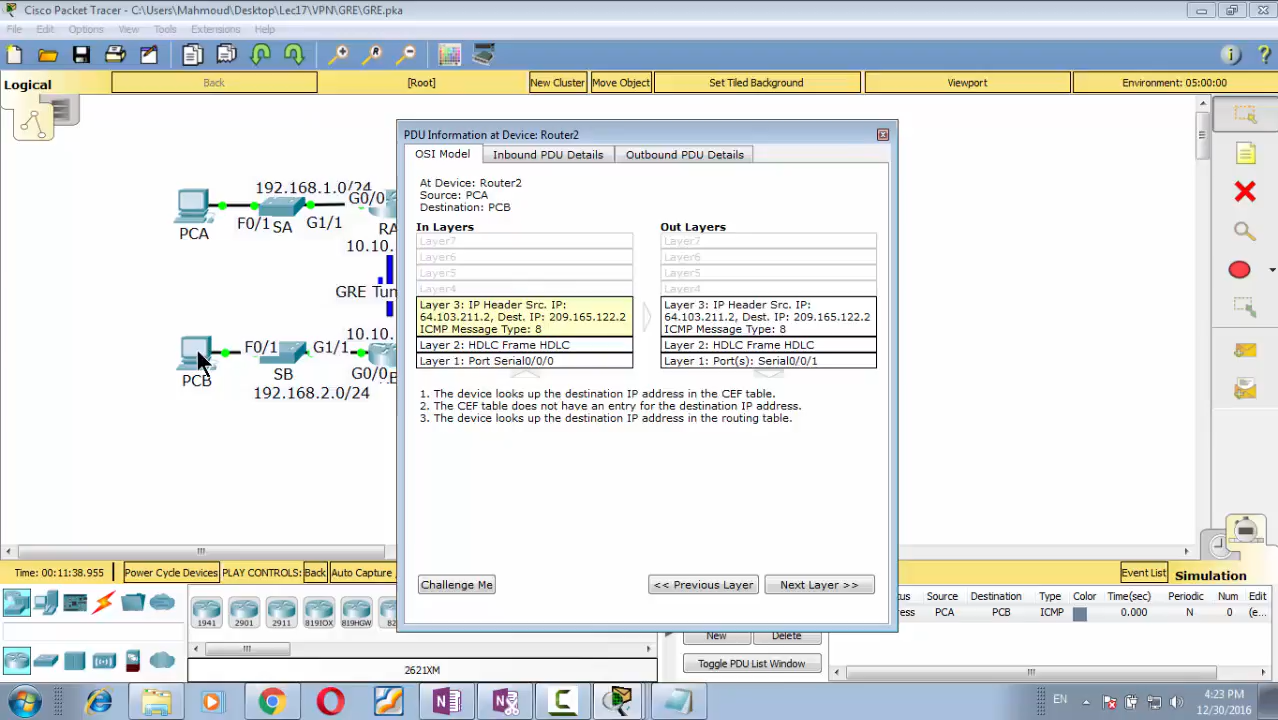 Cisco Packet Tracer - C:\Users\Mahmoud\Desktop\Lec17\VPN\GRE\GRE.pka
File Edit Options View Tools Extensions Help
Logical
Back
[Root]
New Cluster
Move Object
Set Tiled Background
Viewport
Environment: 05:00:00
PDU Information at Device: Router2
OSI Model
Inbound PDU Details
Outbound PDU Details
At Device: Router2
Source: PCA
Destination: PCB
In Layers
Layer7
Layer6
Layer5
Layer4
Layer 3: IP Header Src. IP:
64.103.211.2, Dest. IP: 209.165.122.2
ICMP Message Type: 8
Layer 2: HDLC Frame HDLC
Layer 1: Port Serial0/0/0
Out Layers
Layer7
Layer6
Layer5
Layer4
Layer 3: IP Header Src. IP:
64.103.211.2, Dest. IP: 209.165.122.2
ICMP Message Type: 8
Layer 2: HDLC Frame HDLC
Layer 1: Port(s): Serial0/0/1
1. The device looks up the destination IP address in the CEF table.
2. The CEF table does not have an entry for the destination IP address.
3. The device looks up the destination IP address in the routing table.
Challenge Me
<< Previous Layer
Next Layer >>
192.168.1.0/24
G0/0
F0/1
SA
G1/1
PCA
RA
10.10.
GRE Tun
10.10.
F0/1
G1/1
PCB
SB
G0/0
192.168.2.0/24
Time: 00:11:38.955
Power Cycle Devices
PLAY CONTROLS:
Back
Auto Capture
Event List
Simulation
1941
2901
2911
819IOX
819HGW
2621XM
Source Destination Type Color Time(sec) Periodic Num Edit
PCA PCB ICMP 0.000 N 0 (e...
New
Delete
Toggle PDU List Window
EN
4:23 PM
12/30/2016